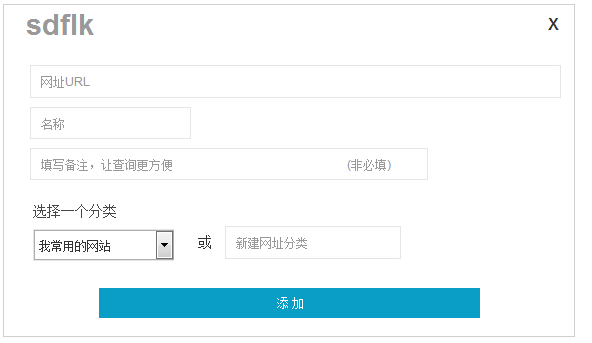 sdflk X
网址URL
名称
填写备注，让查询更方便 (非必填)
选择一个分类
我常用的网站 或 新建网址分类
添 加